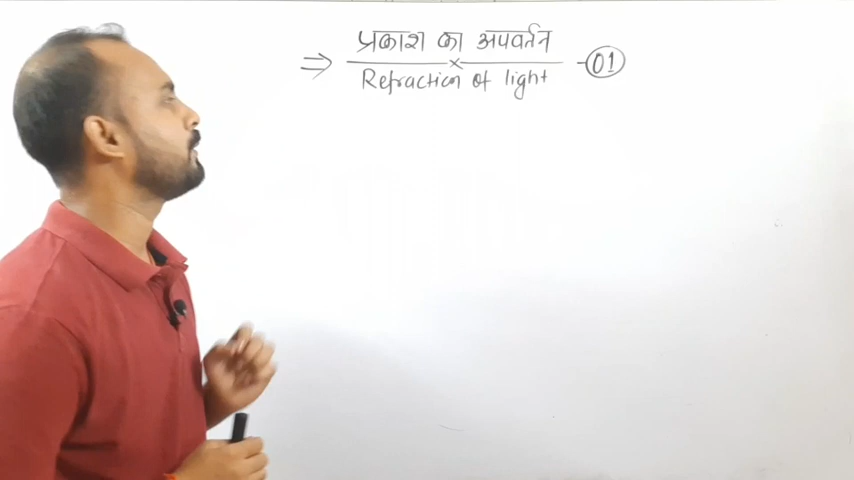 ⇒ प्रकाश का अपवर्तन
Refraction of light - 01